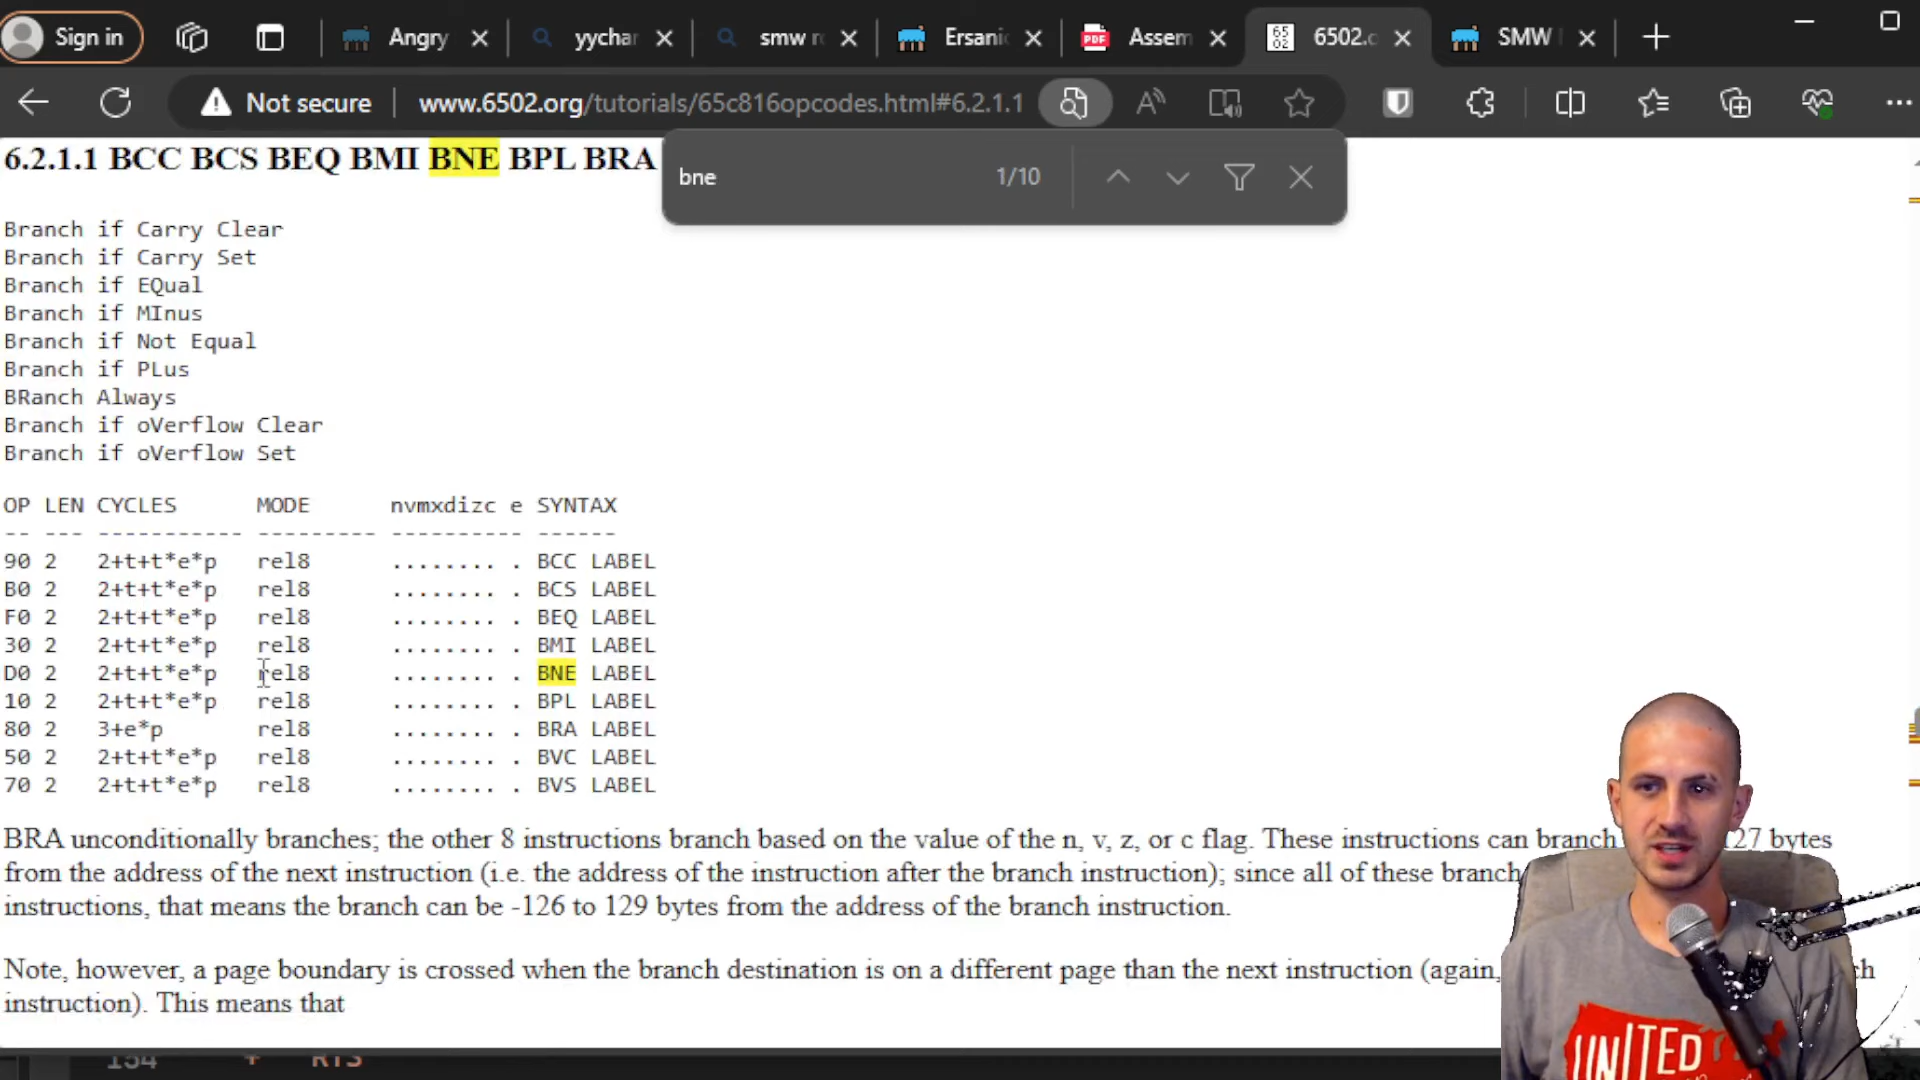 Sign in
Angry
yychar
smw ro
Ersanio
PDF
Assem
65 02
6502.o
SMW
Not secure
www.6502.org/tutorials/65c816opcodes.html#6.2.1.1
6.2.1.1 BCC BCS BEQ BMI BNE BPL BRA
bne
1/10
Branch if Carry Clear
Branch if Carry Set
Branch if EQual
Branch if MInus
Branch if Not Equal
Branch if PLus
BRanch Always
Branch if oVerflow Clear
Branch if oVerflow Set
OP LEN CYCLES MODE nvmxdizc e SYNTAX
-- --- ----------- --------- ---------- ------
90 2 2+t+t*e*p rel8 ........ . BCC LABEL
B0 2 2+t+t*e*p rel8 ........ . BCS LABEL
F0 2 2+t+t*e*p rel8 ........ . BEQ LABEL
30 2 2+t+t*e*p rel8 ........ . BMI LABEL
D0 2 2+t+t*e*p rel8 ........ . BNE LABEL
10 2 2+t+t*e*p rel8 ........ . BPL LABEL
80 2 3+e*p rel8 ........ . BRA LABEL
50 2 2+t+t*e*p rel8 ........ . BVC LABEL
70 2 2+t+t*e*p rel8 ........ . BVS LABEL
BRA unconditionally branches; the other 8 instructions branch based on the value of the n, v, z, or c flag. These instructions can branch 127 bytes
from the address of the next instruction (i.e. the address of the instruction after the branch instruction); since all of these branch
instructions, that means the branch can be -126 to 129 bytes from the address of the branch instruction.
Note, however, a page boundary is crossed when the branch destination is on a different page than the next instruction (again,
instruction). This means that
154 + RTS
UNITED